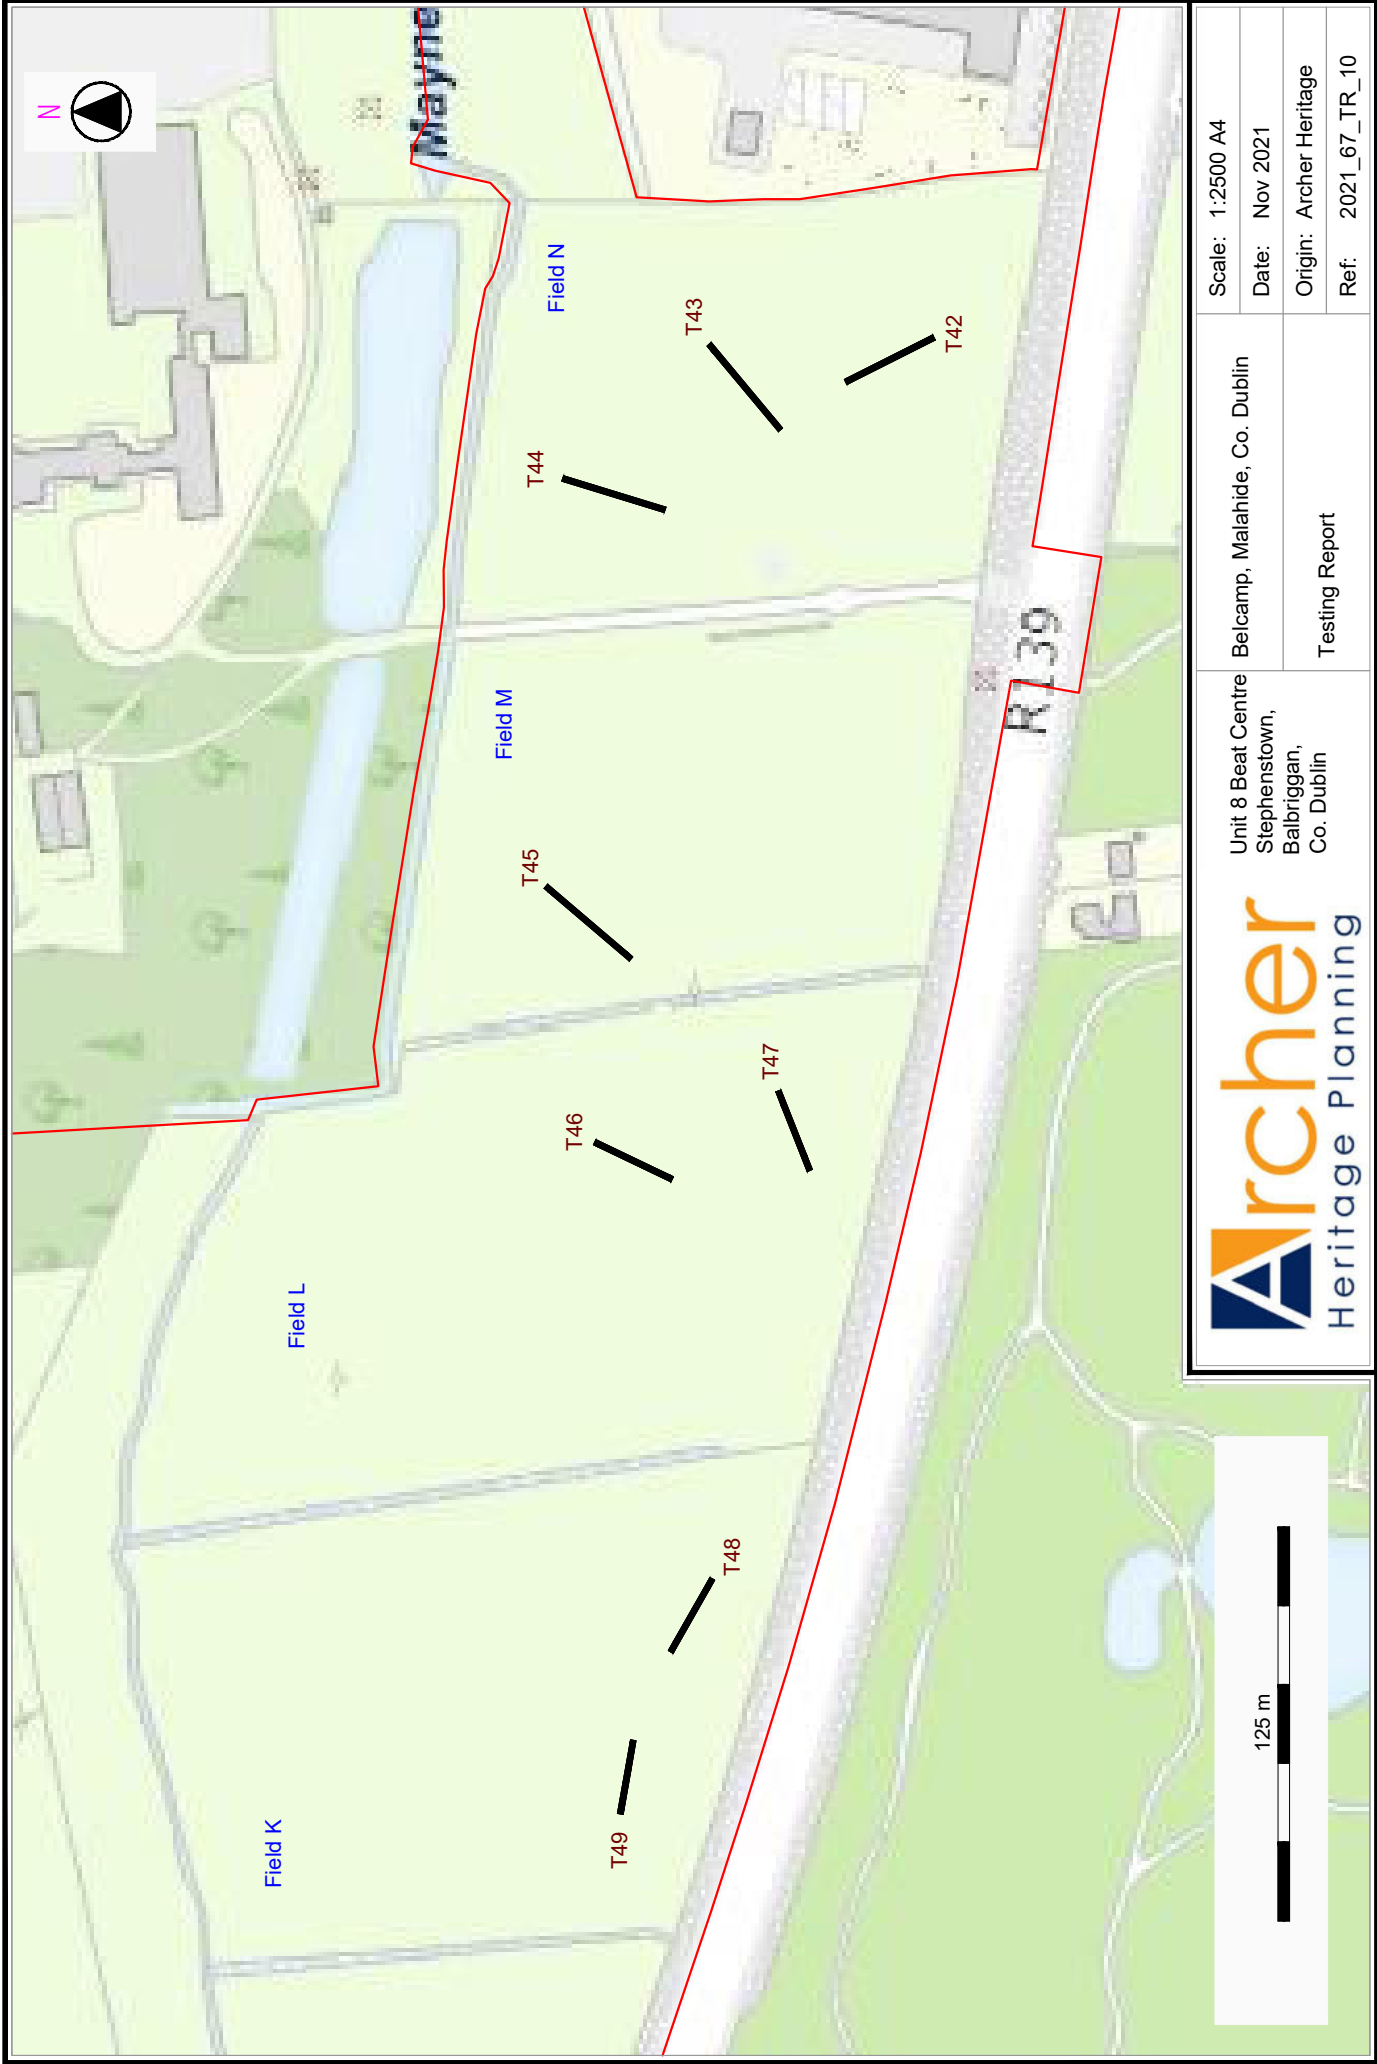 N
Mayne
Field N
T43
T42
T44
Field M
R139
T45
T47
T46
Field L
T48
T49
Field K
125 m
Archer
Heritage Planning
Unit 8 Beat Centre
Stephenstown,
Balbriggan,
Co. Dublin
Belcamp, Malahide, Co. Dublin
Testing Report
Scale: 1:2500 A4
Date: Nov 2021
Origin: Archer Heritage
Ref: 2021_67_TR_10